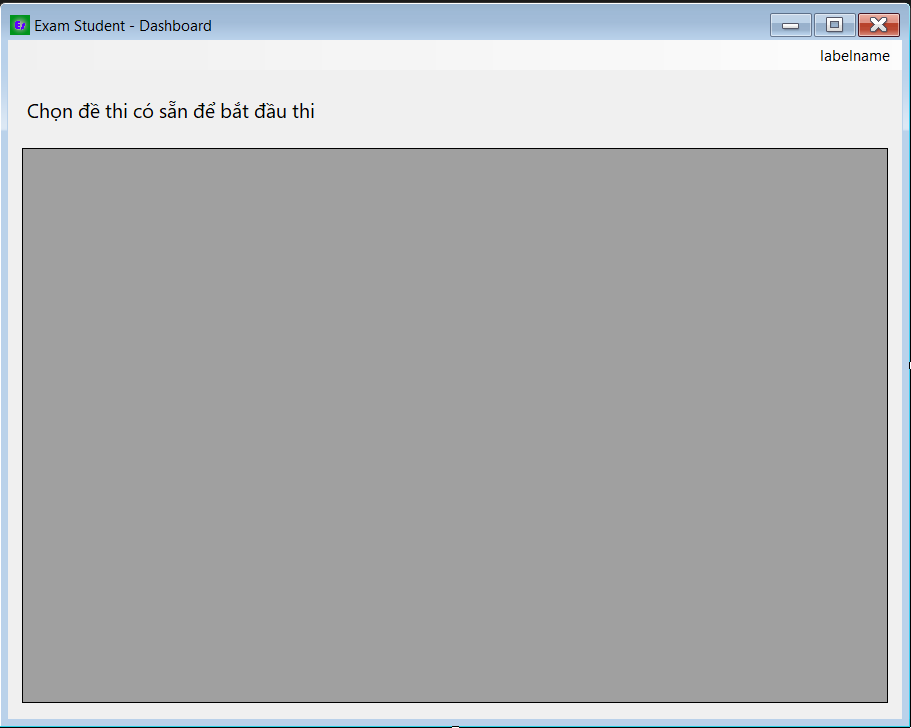 Exam Student - Dashboard
labelname
Chọn đề thi có sẵn để bắt đầu thi